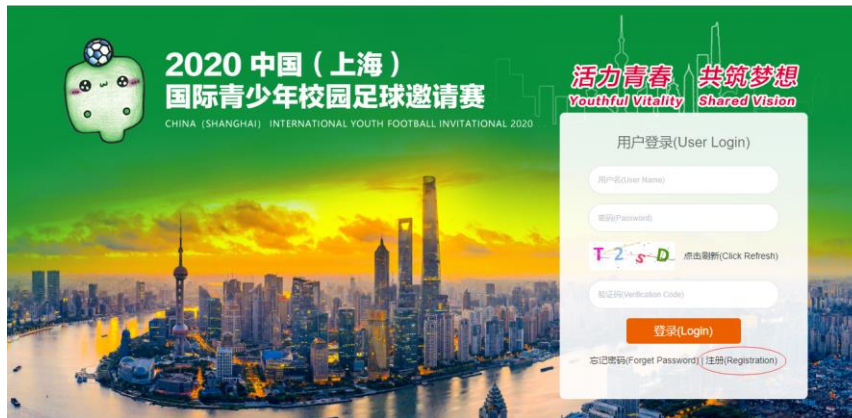 2020 中国（上海）
国际青少年校园足球邀请赛
CHINA (SHANGHAI) INTERNATIONAL YOUTH FOOTBALL INVITATIONAL 2020
活力青春 共筑梦想
Youthful Vitality Shared Vision
用户登录(User Login)
用户名(User Name)
密码(Password)
T 2 s D 点击刷新(Click Refresh)
验证码(Verification Code)
登录(Login)
忘记密码(Forget Password) | 注册(Registration)